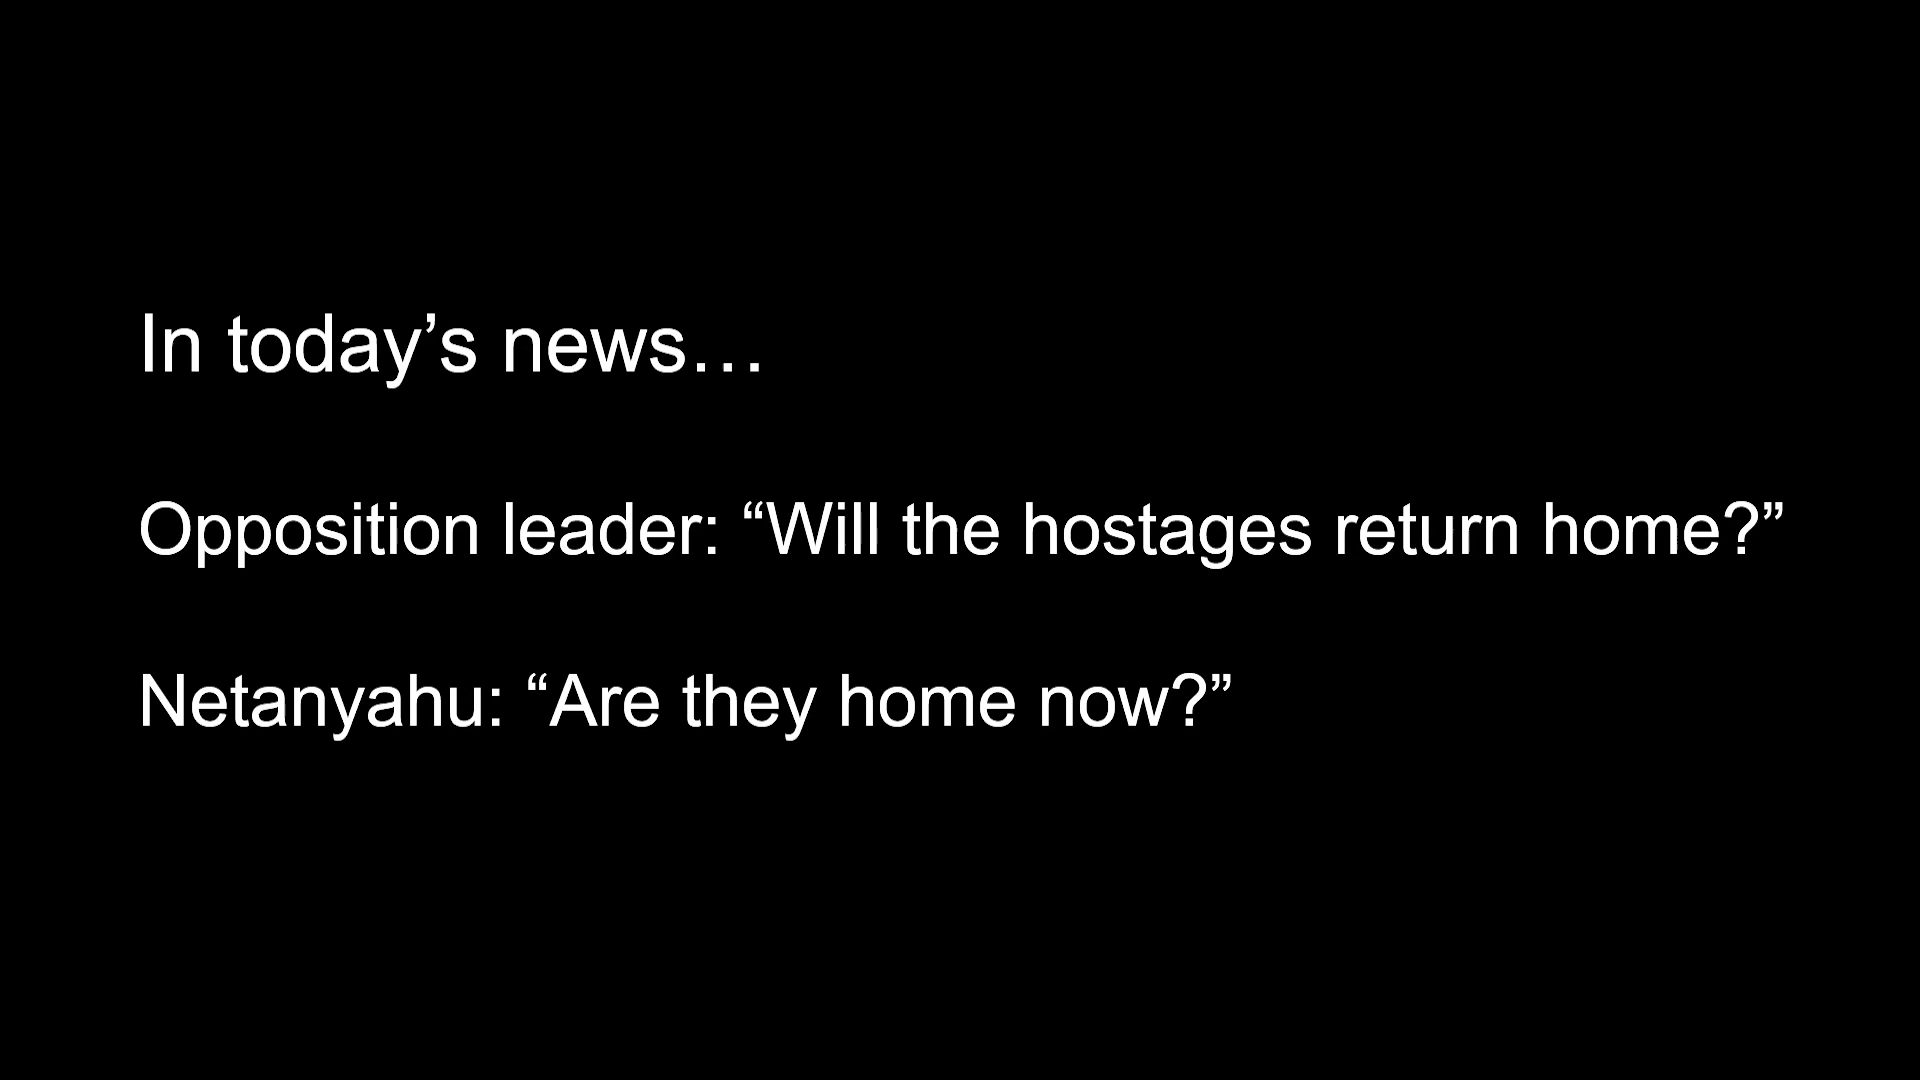 In today’s news…
Opposition leader: “Will the hostages return home?”
Netanyahu: “Are they home now?”